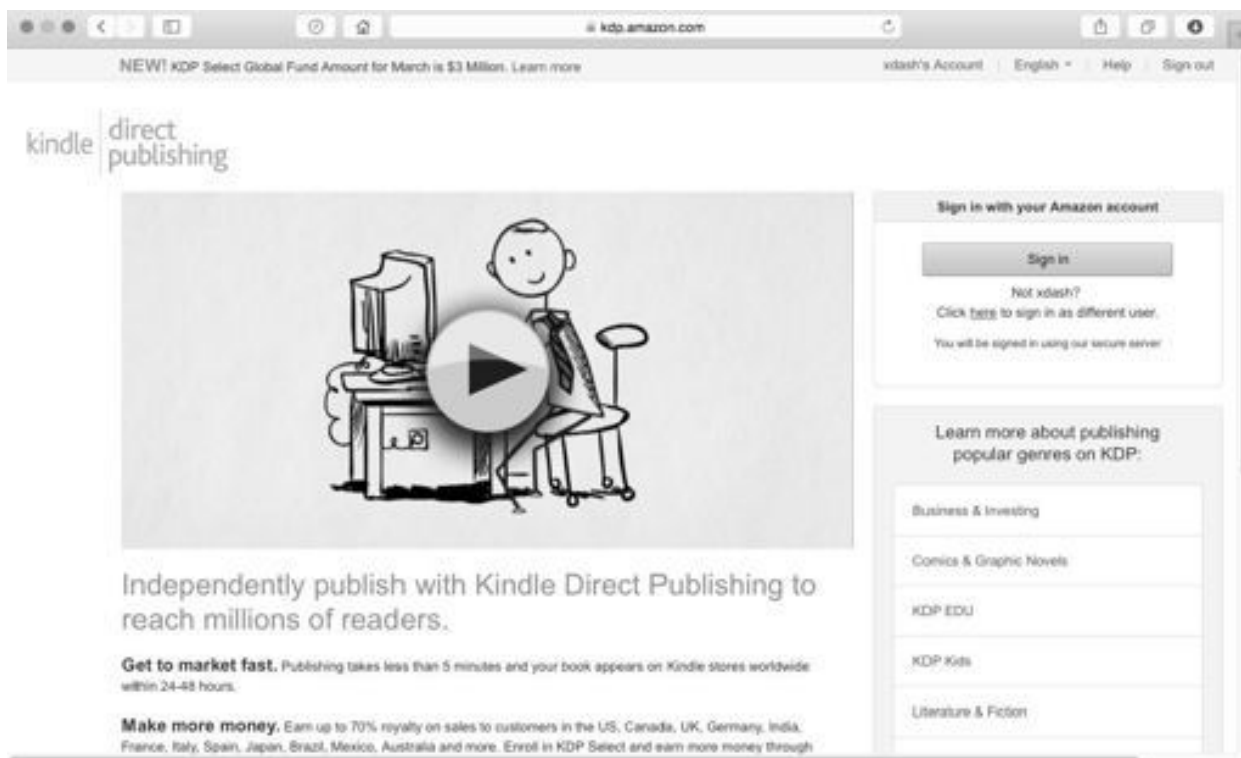 kdp.amazon.com
NEW! KDP Select Global Fund Amount for March is $3 Million. Learn more
xdash's Account English Help Sign out
kindle direct publishing
Sign in with your Amazon account
Sign in
Not xdash?
Click here to sign in as different user.
You will be signed in using our secure server
Learn more about publishing
popular genres on KDP:
Business & Investing
Comics & Graphic Novels
KDP EDU
KDP Kids
Literature & Fiction
Independently publish with Kindle Direct Publishing to
reach millions of readers.
Get to market fast. Publishing takes less than 5 minutes and your book appears on Kindle stores worldwide
within 24-48 hours.
Make more money. Earn up to 70% royalty on sales to customers in the US, Canada, UK, Germany, India,
France, Italy, Spain, Japan, Brazil, Mexico, Australia and more. Enroll in KDP Select and earn more money through